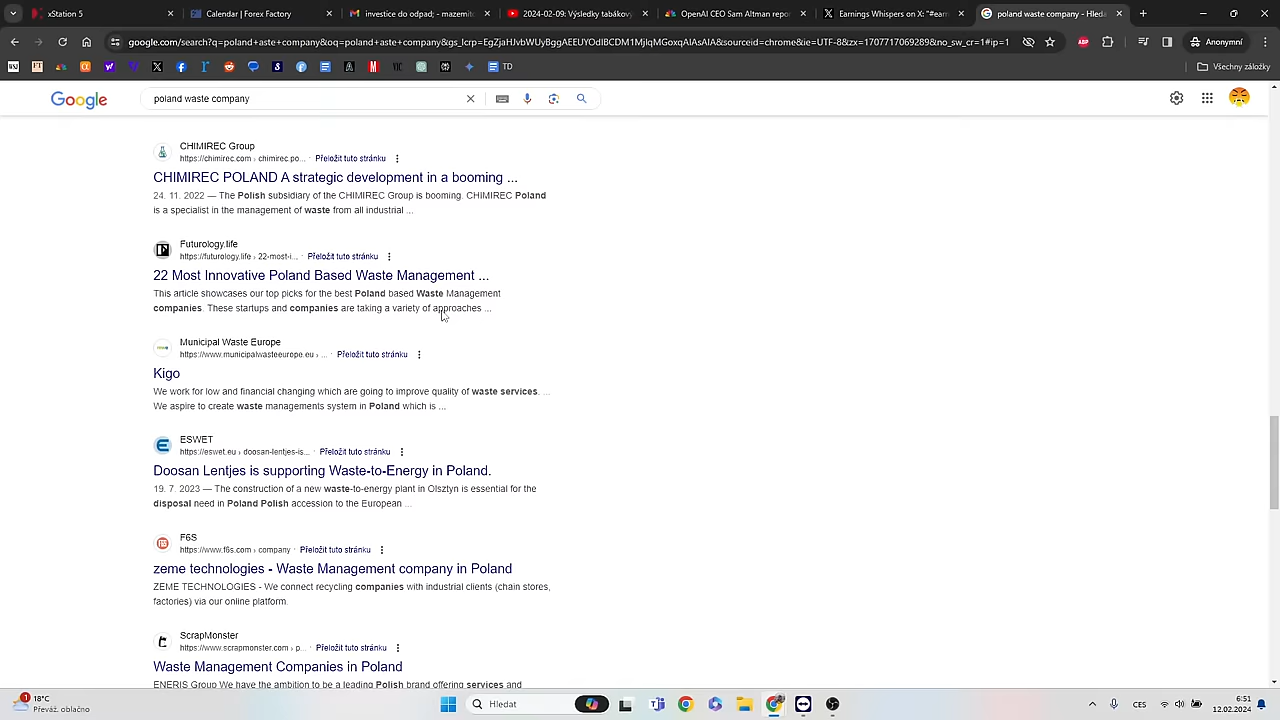 xStation 5
Calendar | Forex Factory
investice do odpad; - mazemito
2024-02-09: Výsledky tabákový
OpenAI CEO Sam Altman repor
Earnings Whispers on X: "#earn
poland waste company - Hleda
google.com/search?q=poland+aste+company&oq=poland+aste+company&gs_lcrp=EgZjaHJvbWUyBggAEEUYOdIBCDM1MjlqMGoxqAIAsAIA&sourceid=chrome&ie=UTF-8&zx=1707717069289&no_sw_cr=1#ip=1
Anonymní
TD
Všechny záložky
Google
poland waste company
CHIMIREC Group
https://chimirec.com › chimirec.po... · Přeložit tuto stránku
CHIMIREC POLAND A strategic development in a booming ...
24. 11. 2022 — The Polish subsidiary of the CHIMIREC Group is booming. CHIMIREC Poland
is a specialist in the management of waste from all industrial ...
Futurology.life
https://futurology.life › 22-most-i... · Přeložit tuto stránku
22 Most Innovative Poland Based Waste Management ...
This article showcases our top picks for the best Poland based Waste Management
companies. These startups and companies are taking a variety of approaches ...
Municipal Waste Europe
https://www.municipalwasteeurope.eu › ... · Přeložit tuto stránku
Kigo
We work for low and financial changing which are going to improve quality of waste services. ...
We aspire to create waste managements system in Poland which is ...
ESWET
https://eswet.eu › doosan-lentjes-is... · Přeložit tuto stránku
Doosan Lentjes is supporting Waste-to-Energy in Poland.
19. 7. 2023 — The construction of a new waste-to-energy plant in Olsztyn is essential for the
disposal need in Poland Polish accession to the European ...
F6S
https://www.f6s.com › company · Přeložit tuto stránku
zeme technologies - Waste Management company in Poland
ZEME TECHNOLOGIES - We connect recycling companies with industrial clients (chain stores,
factories) via our online platform.
ScrapMonster
https://www.scrapmonster.com › p... · Přeložit tuto stránku
Waste Management Companies in Poland
ENERIS Group We have the ambition to be a leading Polish brand offering services and
1
18°C
Převáž. oblačno
Hledat
CES
6:51
12.02.2024